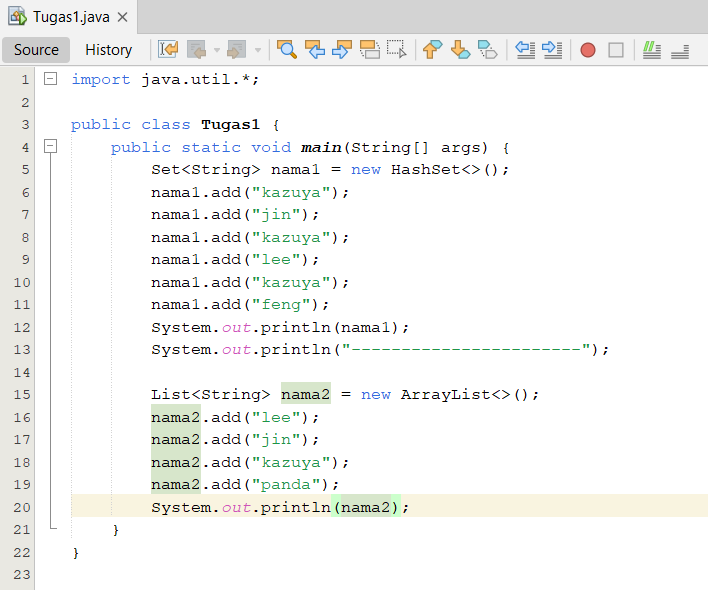 Tugas1.java
Source History
1 import java.util.*;
2
3 public class Tugas1 {
4 public static void main(String[] args) {
5 Set<String> nama1 = new HashSet<>();
6 nama1.add("kazuya");
7 nama1.add("jin");
8 nama1.add("kazuya");
9 nama1.add("lee");
10 nama1.add("kazuya");
11 nama1.add("feng");
12 System.out.println(nama1);
13 System.out.println("-----------------------");
14
15 List<String> nama2 = new ArrayList<>();
16 nama2.add("lee");
17 nama2.add("jin");
18 nama2.add("kazuya");
19 nama2.add("panda");
20 System.out.println(nama2);
21 }
22 }
23